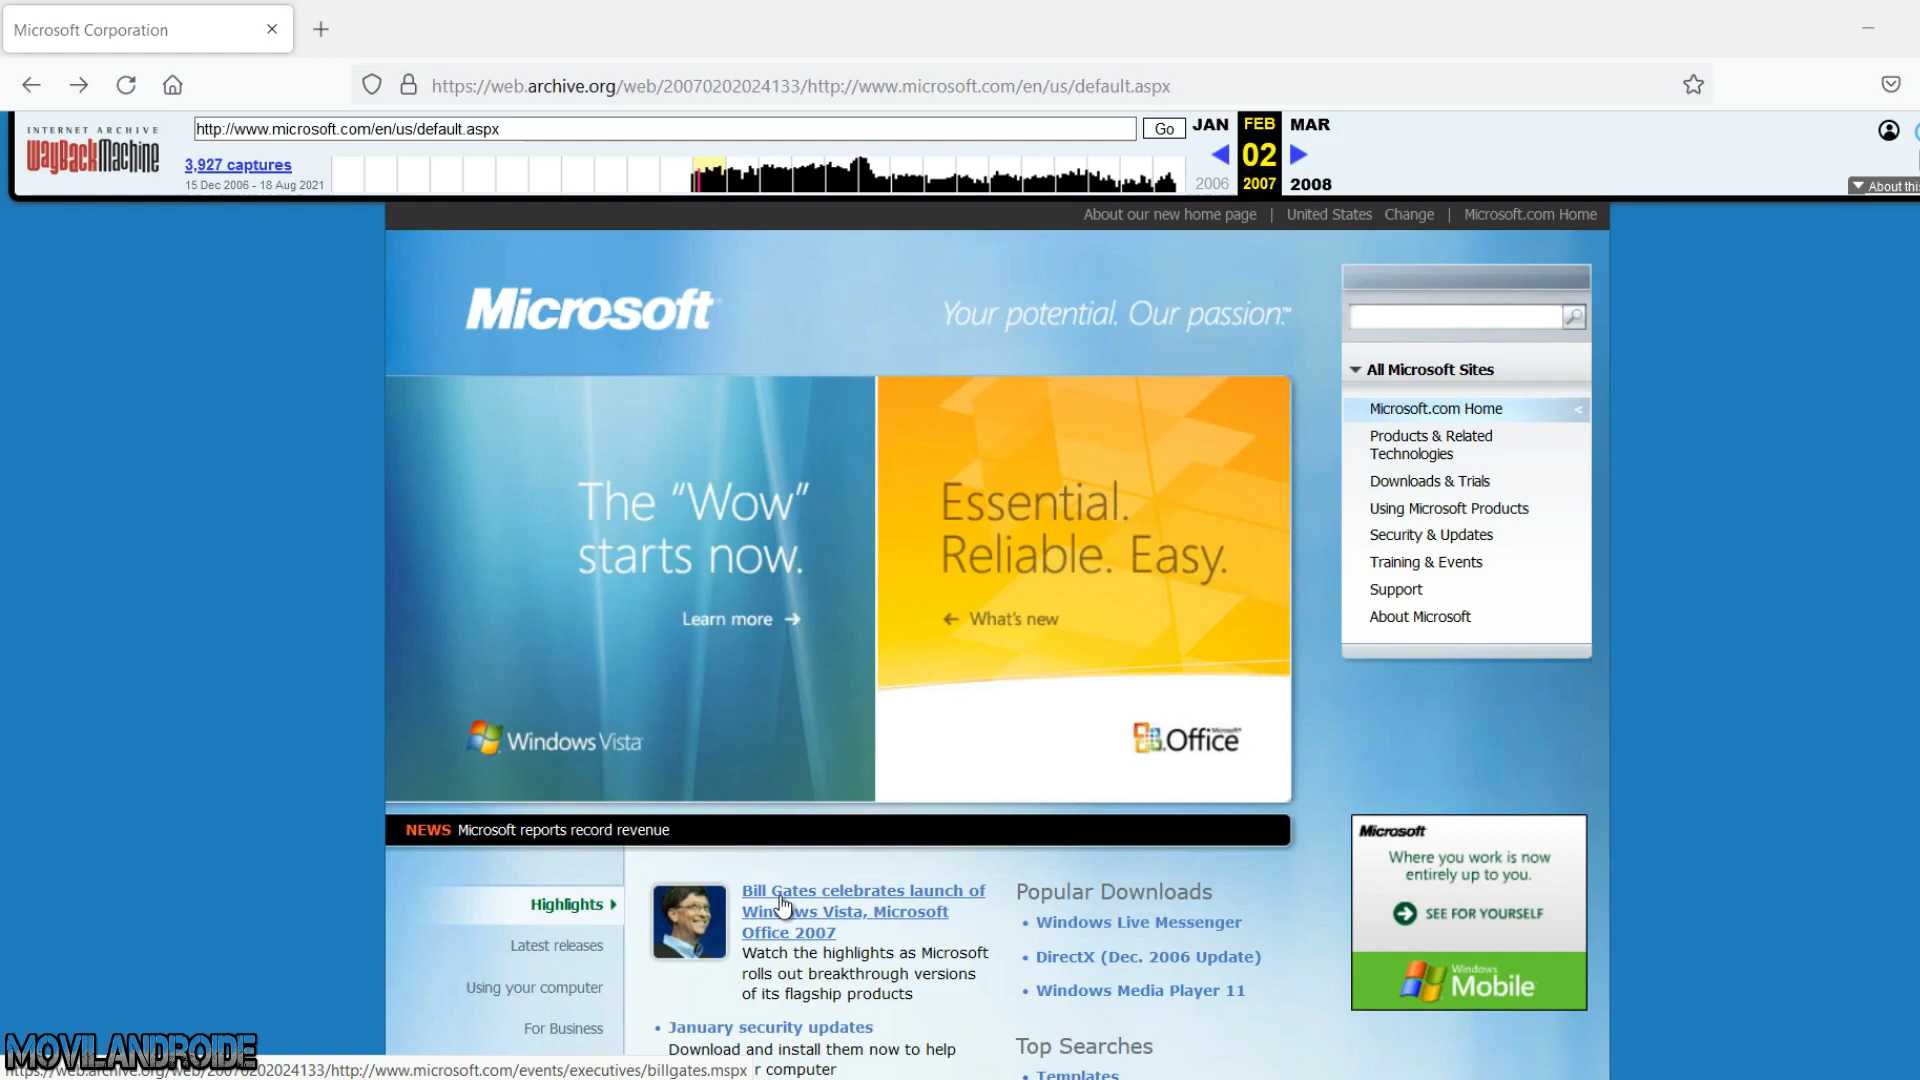 Microsoft Corporation
https://web.archive.org/web/20070202024133/http://www.microsoft.com/en/us/default.aspx
INTERNET ARCHIVE
WayBackMachine
http://www.microsoft.com/en/us/default.aspx
Go
JAN FEB MAR
3,927 captures
02
15 Dec 2006 - 18 Aug 2021
2006 2007 2008
About this
About our new home page | United States Change | Microsoft.com Home
Microsoft
Your potential. Our passion.™
All Microsoft Sites
Microsoft.com Home
Products & Related
Technologies
Downloads & Trials
Using Microsoft Products
Security & Updates
Training & Events
Support
About Microsoft
The “Wow”
starts now.
Learn more
Windows Vista
Essential.
Reliable. Easy.
What's new
Microsoft
Office
NEWS Microsoft reports record revenue
Highlights
Latest releases
Using your computer
For Business
Bill Gates celebrates launch of
Windows Vista, Microsoft
Office 2007
Watch the highlights as Microsoft
rolls out breakthrough versions
of its flagship products
• January security updates
Download and install them now to help
r computer
Popular Downloads
• Windows Live Messenger
• DirectX (Dec. 2006 Update)
• Windows Media Player 11
Top Searches
• Templates
Microsoft
Where you work is now
entirely up to you.
SEE FOR YOURSELF
Windows
Mobile
MOVILANDROIDE
https://web.archive.org/web/20070202024133/http://www.microsoft.com/events/executives/billgates.mspx